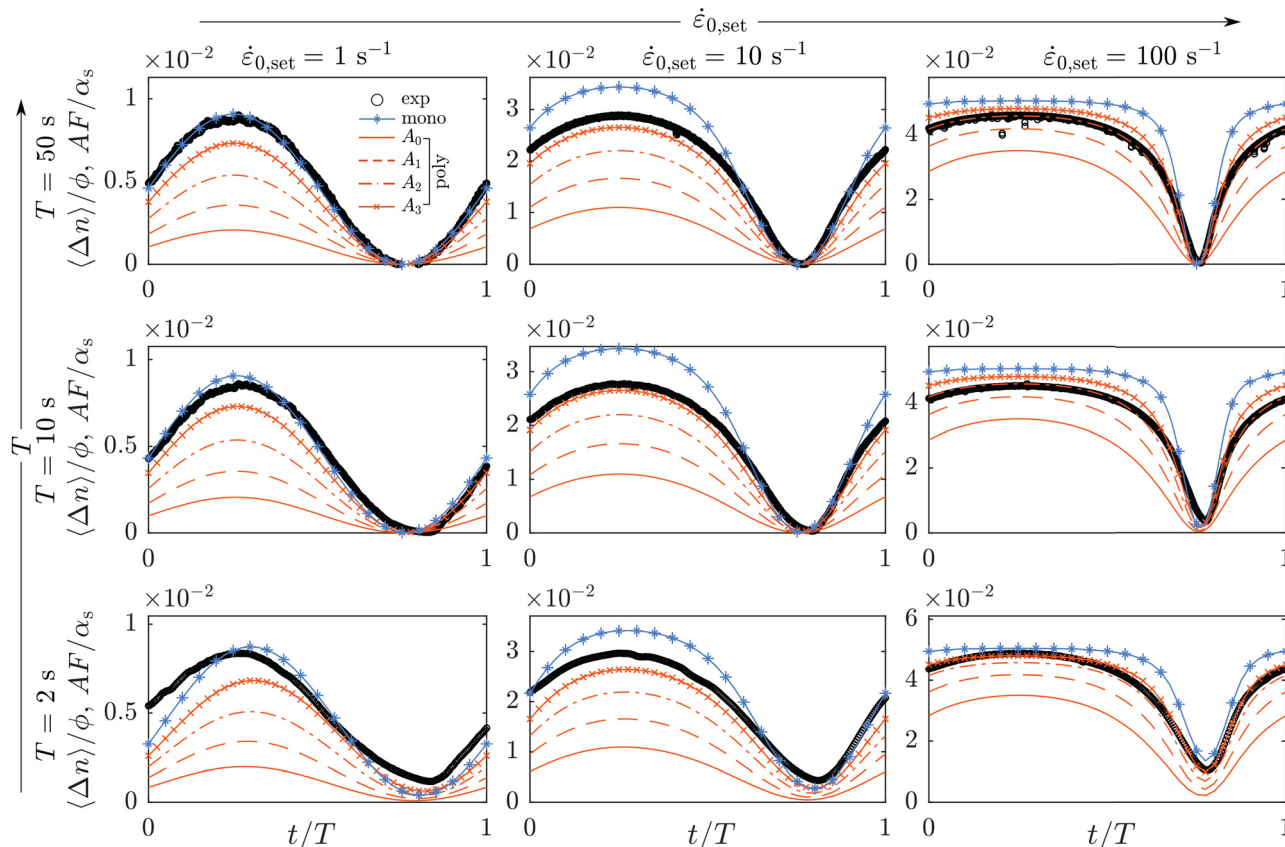 ε̇₀,set
ε̇₀,set = 1 s⁻¹
ε̇₀,set = 10 s⁻¹
ε̇₀,set = 100 s⁻¹
T
T = 50 s
⟨Δn⟩/ϕ, AF/αₛ
×10⁻²
1
0.5
0
0
1
exp
mono
A₀
A₁
A₂
A₃
poly
×10⁻²
3
2
1
0
0
1
×10⁻²
4
2
0
0
1
T = 10 s
⟨Δn⟩/ϕ, AF/αₛ
×10⁻²
1
0.5
0
0
1
×10⁻²
3
2
1
0
0
1
×10⁻²
4
2
0
0
1
T = 2 s
⟨Δn⟩/ϕ, AF/αₛ
×10⁻²
1
0.5
0
0
1
t/T
×10⁻²
3
2
1
0
0
1
t/T
×10⁻²
6
4
2
0
0
1
t/T